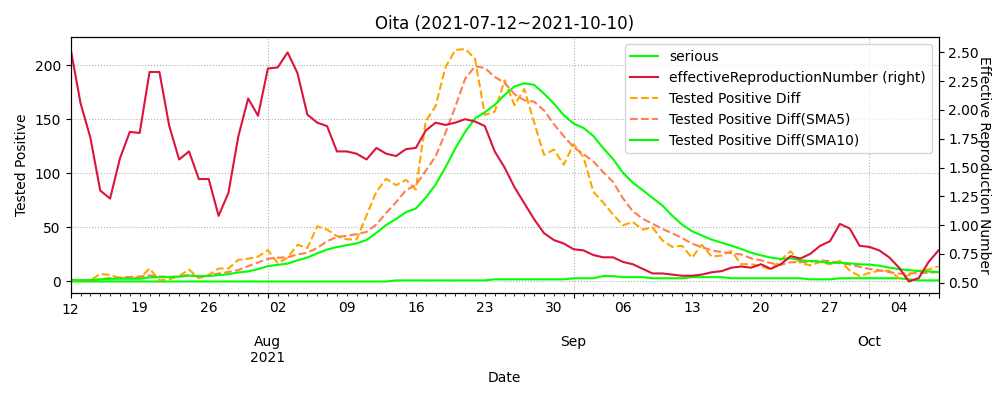 Oita (2021-07-12~2021-10-10)
serious
effectiveReproductionNumber (right)
Tested Positive Diff
Tested Positive Diff(SMA5)
Tested Positive Diff(SMA10)
Tested Positive
200
150
100
50
0
2.50
2.25
2.00
1.75
1.50
1.25
1.00
0.75
0.50
Effective Reproduction Number
12 19 26 02 09 16 23 30 06 13 20 27 04
Aug Sep Oct
2021
Date